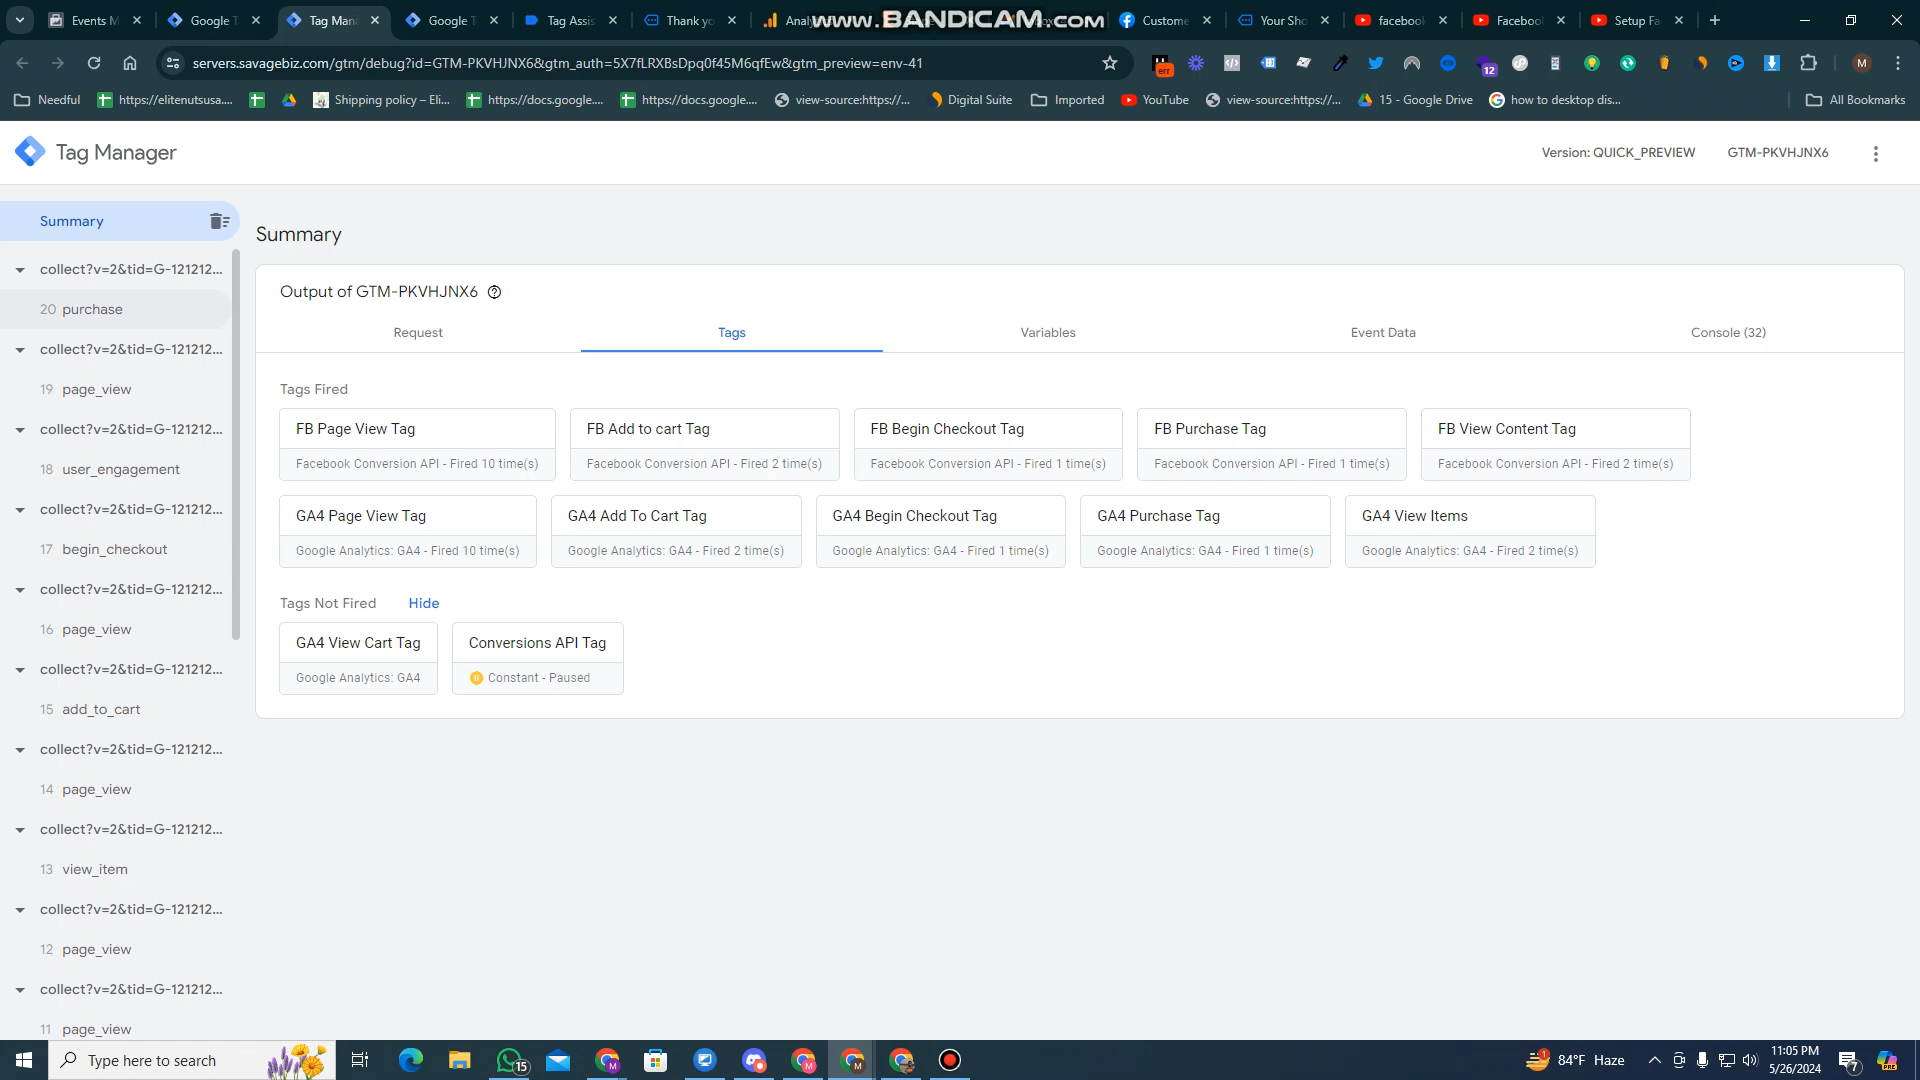 Events M
Google T
Tag Mana
Google T
Tag Assis
Thank yo
Analy
www.BANDICAM.com
Custome
Your Sho
facebook
Facebook
Setup Fa
servers.savagebiz.com/gtm/debug?id=GTM-PKVHJNX6&gtm_auth=5X7fLRXBsDpq0f45M6qfEw&gtm_preview=env-41
err
12
M
Needful
https://elitenutsusa....
Shipping policy – Eli...
https://docs.google....
https://docs.google....
view-source:https://...
Digital Suite
Imported
YouTube
view-source:https://...
15 - Google Drive
how to desktop dis...
All Bookmarks
Tag Manager
Version: QUICK_PREVIEW
GTM-PKVHJNX6
Summary
collect?v=2&tid=G-121212...
20 purchase
collect?v=2&tid=G-121212...
19 page_view
collect?v=2&tid=G-121212...
18 user_engagement
collect?v=2&tid=G-121212...
17 begin_checkout
collect?v=2&tid=G-121212...
16 page_view
collect?v=2&tid=G-121212...
15 add_to_cart
collect?v=2&tid=G-121212...
14 page_view
collect?v=2&tid=G-121212...
13 view_item
collect?v=2&tid=G-121212...
12 page_view
collect?v=2&tid=G-121212...
11 page_view
Summary
Output of GTM-PKVHJNX6
Request
Tags
Variables
Event Data
Console (32)
Tags Fired
FB Page View Tag
Facebook Conversion API - Fired 10 time(s)
FB Add to cart Tag
Facebook Conversion API - Fired 2 time(s)
FB Begin Checkout Tag
Facebook Conversion API - Fired 1 time(s)
FB Purchase Tag
Facebook Conversion API - Fired 1 time(s)
FB View Content Tag
Facebook Conversion API - Fired 2 time(s)
GA4 Page View Tag
Google Analytics: GA4 - Fired 10 time(s)
GA4 Add To Cart Tag
Google Analytics: GA4 - Fired 2 time(s)
GA4 Begin Checkout Tag
Google Analytics: GA4 - Fired 1 time(s)
GA4 Purchase Tag
Google Analytics: GA4 - Fired 1 time(s)
GA4 View Items
Google Analytics: GA4 - Fired 2 time(s)
Tags Not Fired
Hide
GA4 View Cart Tag
Google Analytics: GA4
Conversions API Tag
Constant - Paused
Type here to search
15
84°F Haze
11:05 PM
5/26/2024
7